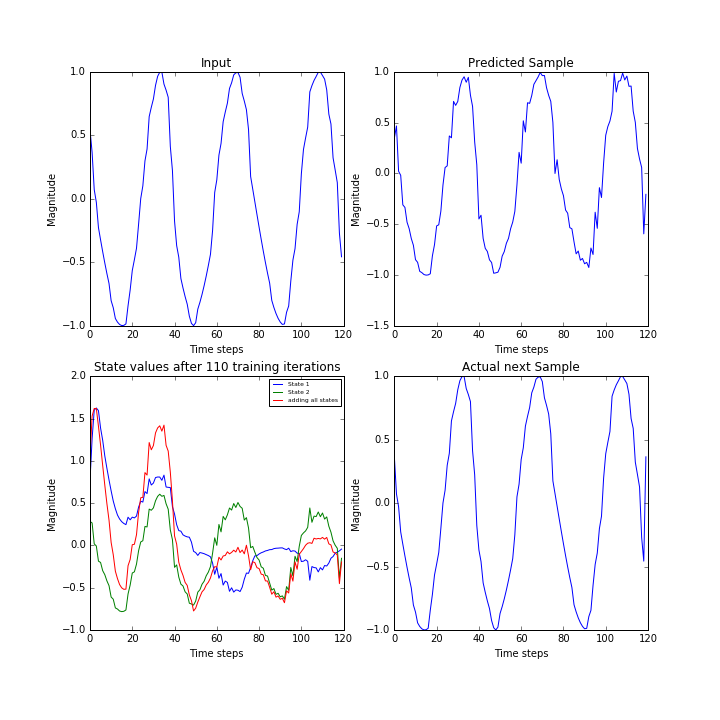 Input
1.0
0.5
0.0
−0.5
−1.0
Magnitude
0 20 40 60 80 100 120
Time steps
Predicted Sample
1.0
0.5
0.0
−0.5
−1.0
−1.5
Magnitude
0 20 40 60 80 100 120
Time steps
State values after 110 training iterations
2.0
1.5
1.0
0.5
0.0
−0.5
−1.0
Magnitude
State 1
State 2
adding all states
0 20 40 60 80 100 120
Time steps
Actual next Sample
1.0
0.5
0.0
−0.5
−1.0
Magnitude
0 20 40 60 80 100 120
Time steps